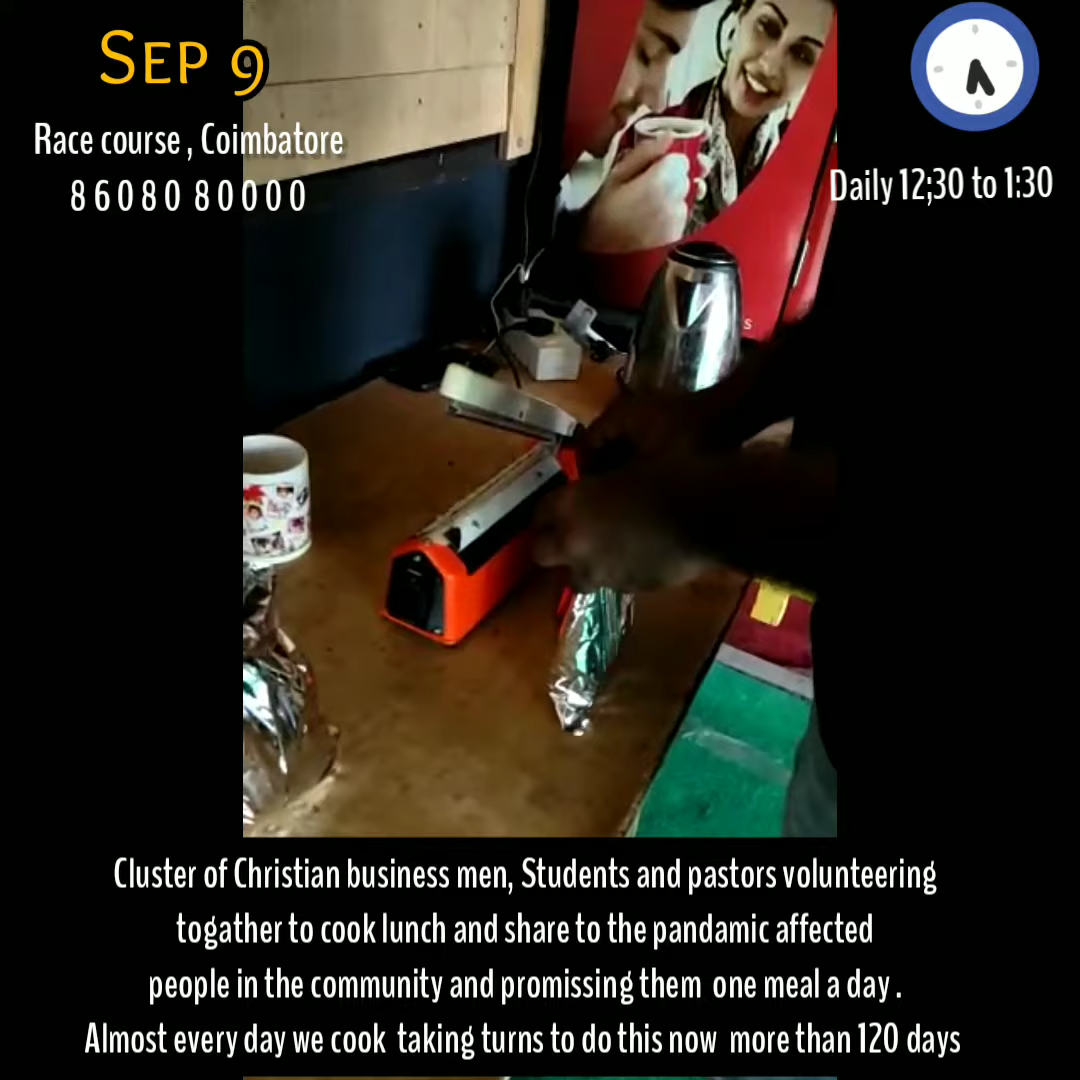 Sep 9
Race course , Coimbatore
8 6 0 8 0 8 0 0 0 0
Daily 12;30 to 1:30
s
Cluster of Christian business men, Students and pastors volunteering
togather to cook lunch and share to the pandamic affected
people in the community and promissing them one meal a day .
Almost every day we cook taking turns to do this now more than 120 days